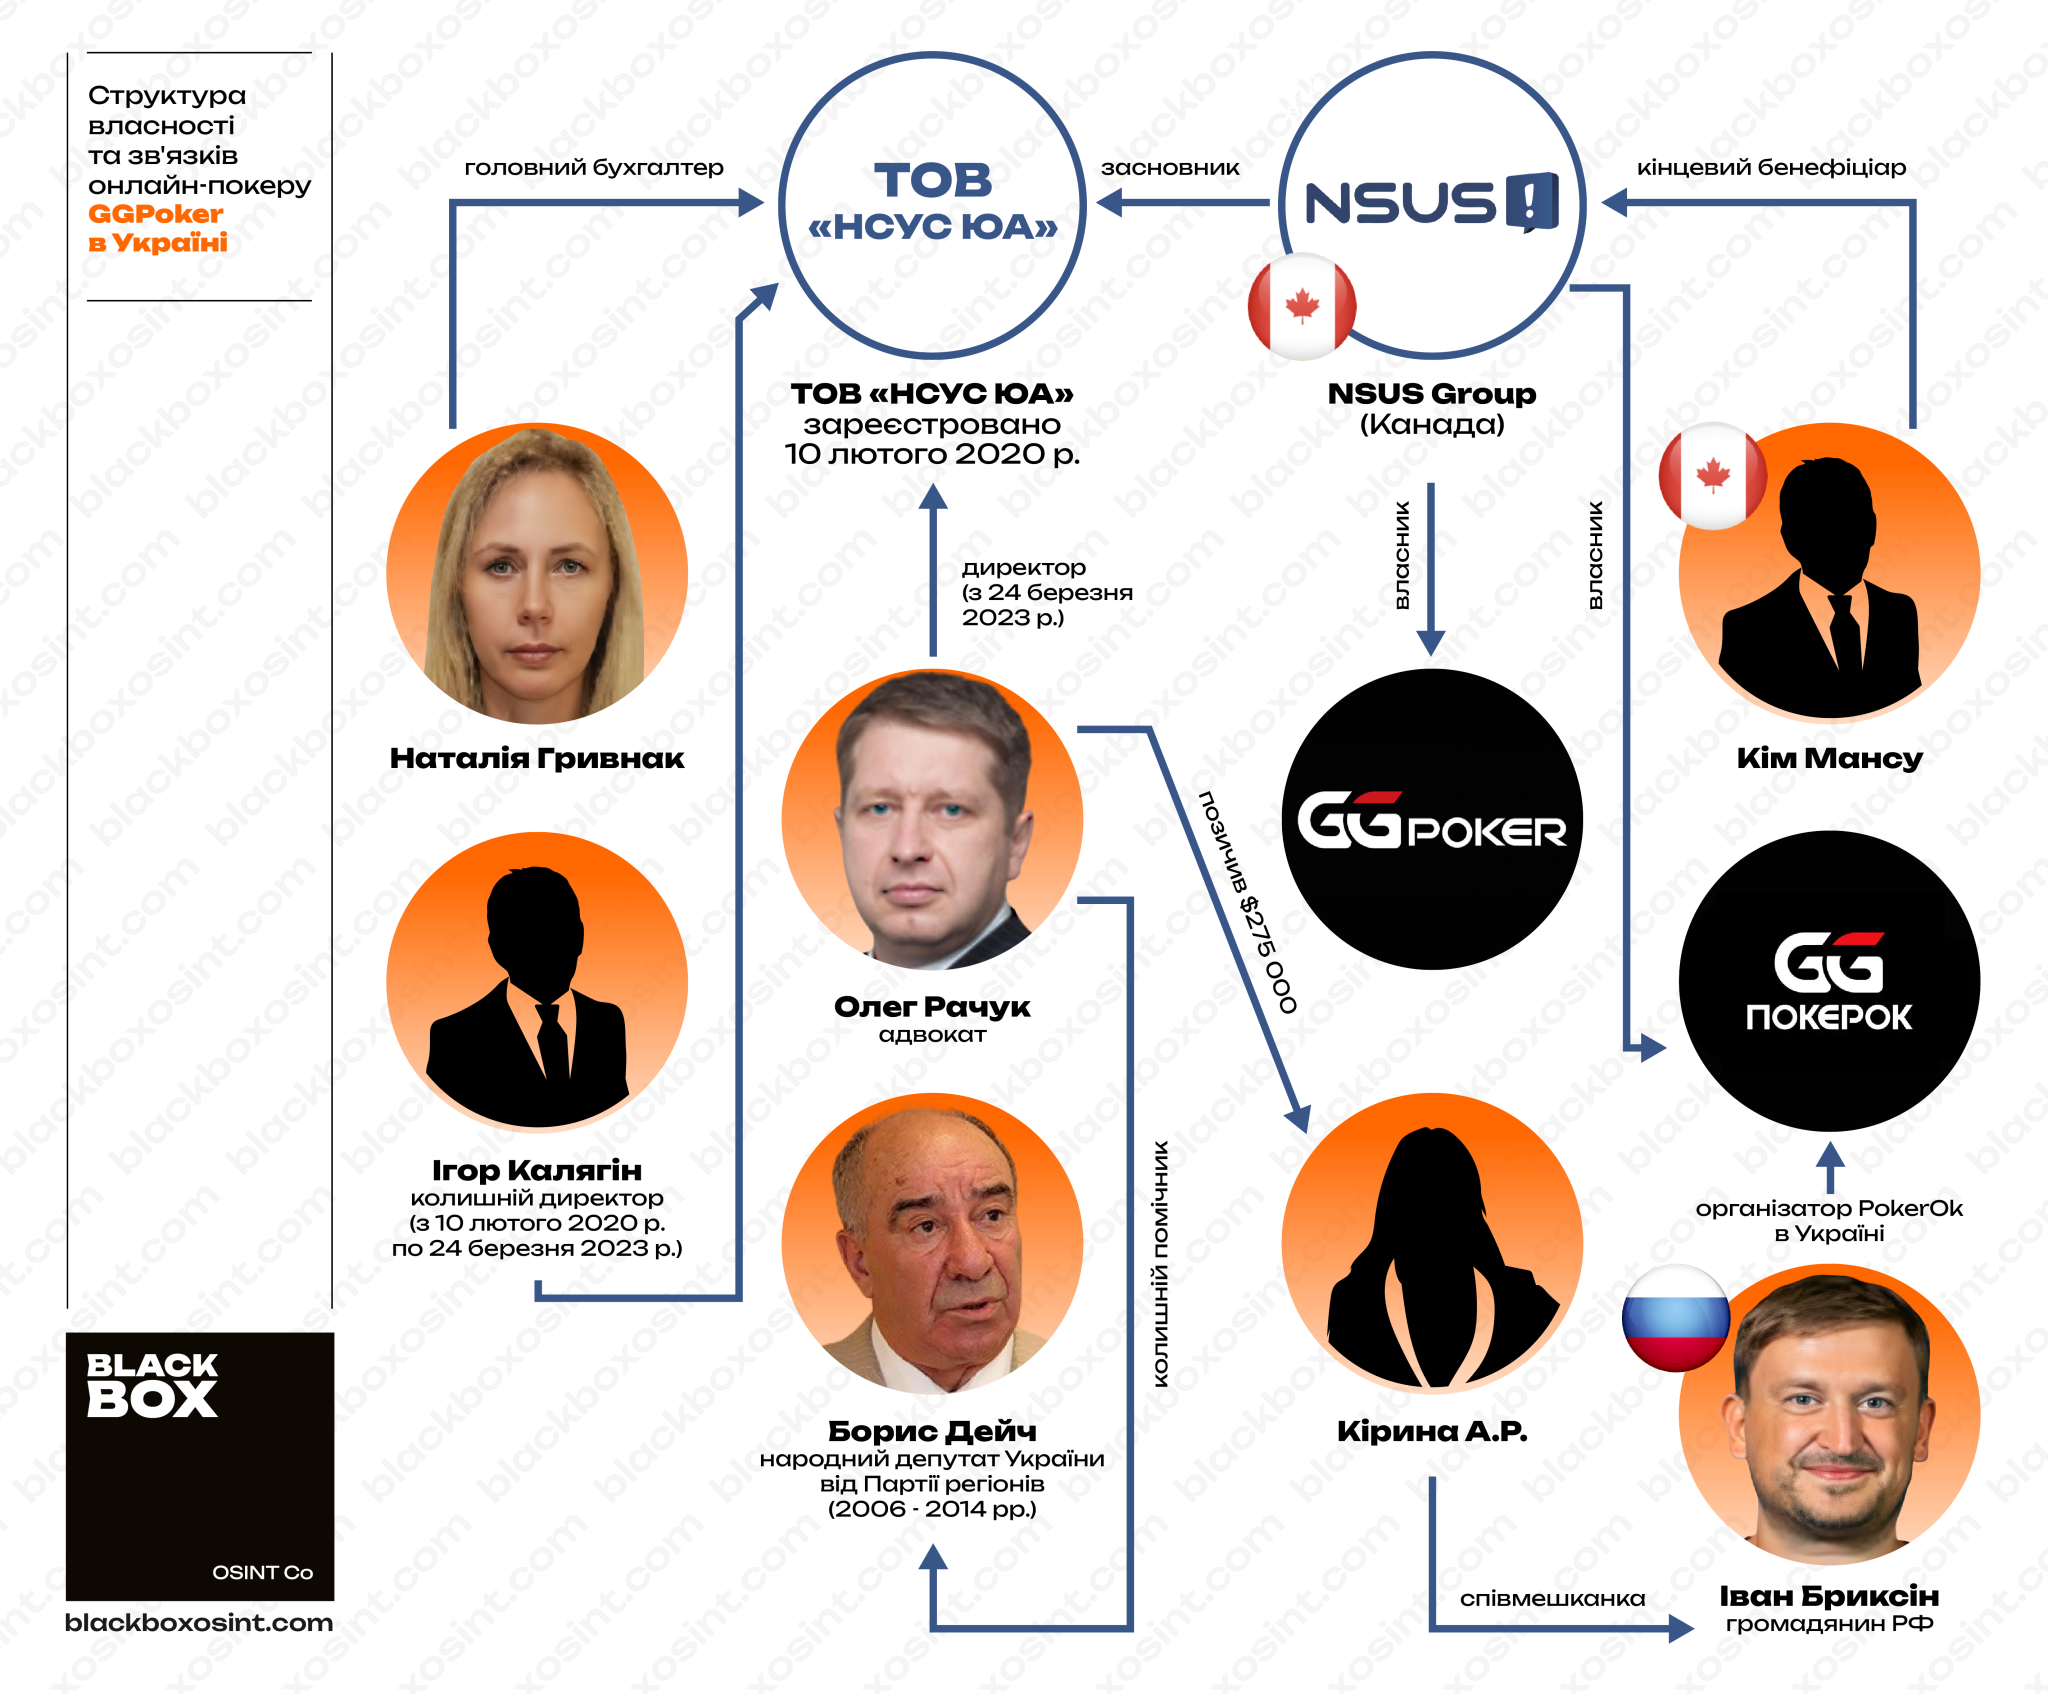 Структура
власності
та зв'язків
онлайн-покеру
GGPoker
в Україні
головний бухгалтер
ТОВ
«НСУС ЮА»
засновник
NSUS!
кінцевий бенефіціар
ТОВ «НСУС ЮА»
зареєстровано
10 лютого 2020 р.
NSUS Group
(Канада)
директор
(з 24 березня
2023 р.)
власник
власник
Наталія Гривнак
Кім Мансу
позичив $275 000
GGPOKER
GG
ПОКЕРОК
Олег Рачук
адвокат
Ігор Калягін
колишній директор
(з 10 лютого 2020 р.
по 24 березня 2023 р.)
колишній помічник
організатор PokerOk
в Україні
Борис Дейч
народний депутат України
від Партії регіонів
(2006 - 2014 рр.)
Кірина А.Р.
співмешканка
Іван Бриксін
громадянин РФ
BLACK
BOX
OSINT Co
blackboxosint.com